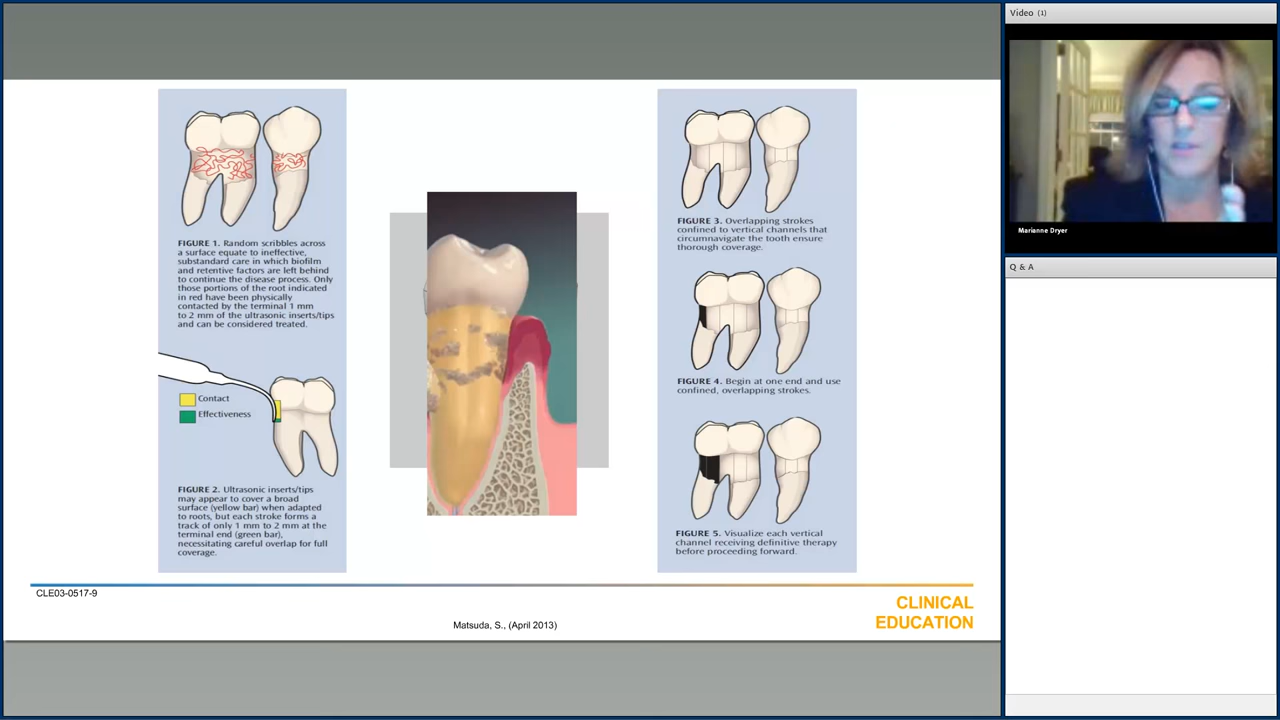 FIGURE 1. Random scribbles across
a surface equate to ineffective,
substandard care in which biofilm
and retentive factors are left behind
to continue the disease process. Only
those portions of the root indicated
in red have been physically
contacted by the terminal 1 mm
to 2 mm of the ultrasonic inserts/tips
and can be considered treated.
Contact
Effectiveness
FIGURE 2. Ultrasonic inserts/tips
may appear to cover a broad
surface (yellow bar) when adapted
to roots, but each stroke forms a
track of only 1 mm to 2 mm at the
terminal end (green bar),
necessitating careful overlap for full
coverage.
FIGURE 3. Overlapping strokes
confined to vertical channels that
circumnavigate the tooth ensure
thorough coverage.
FIGURE 4. Begin at one end and use
confined, overlapping strokes.
FIGURE 5. Visualize each vertical
channel receiving definitive therapy
before proceeding forward.
CLE03-0517-9
Matsuda, S., (April 2013)
CLINICAL
EDUCATION
Video (1)
Marianne Dryer
Q & A